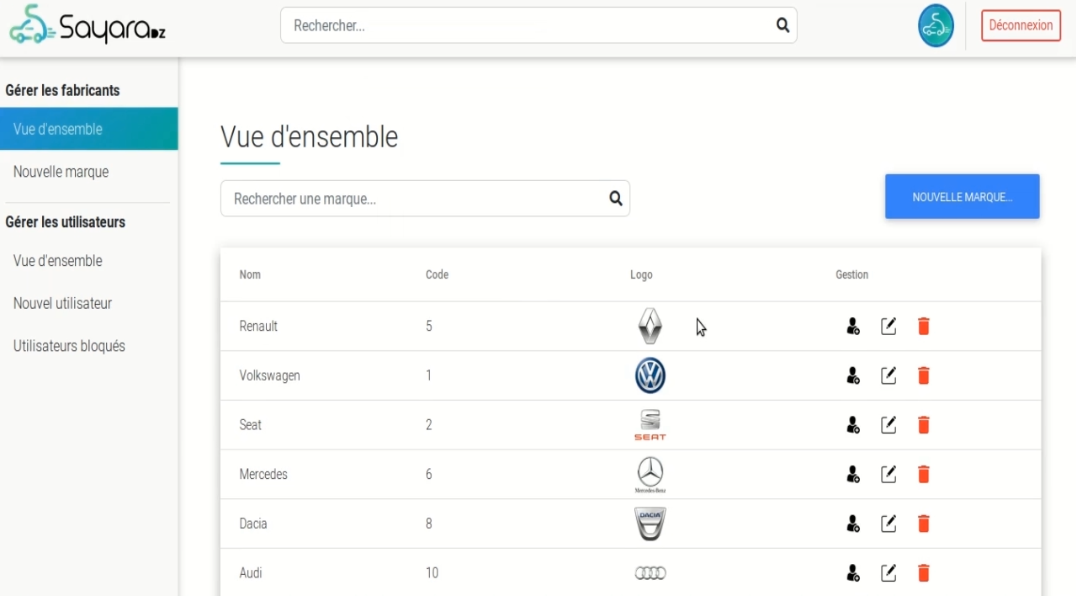 SayaraDZ
Rechercher...
Déconnexion
Gérer les fabricants
Vue d'ensemble
Nouvelle marque
Gérer les utilisateurs
Vue d'ensemble
Nouvel utilisateur
Utilisateurs bloqués
Vue d'ensemble
Rechercher une marque...
NOUVELLE MARQUE...
Nom Code Logo Gestion
Renault 5
Volkswagen 1
Seat 2
SEAT
Mercedes 6
Mercedes-Benz
Dacia 8
DACIA
Audi 10